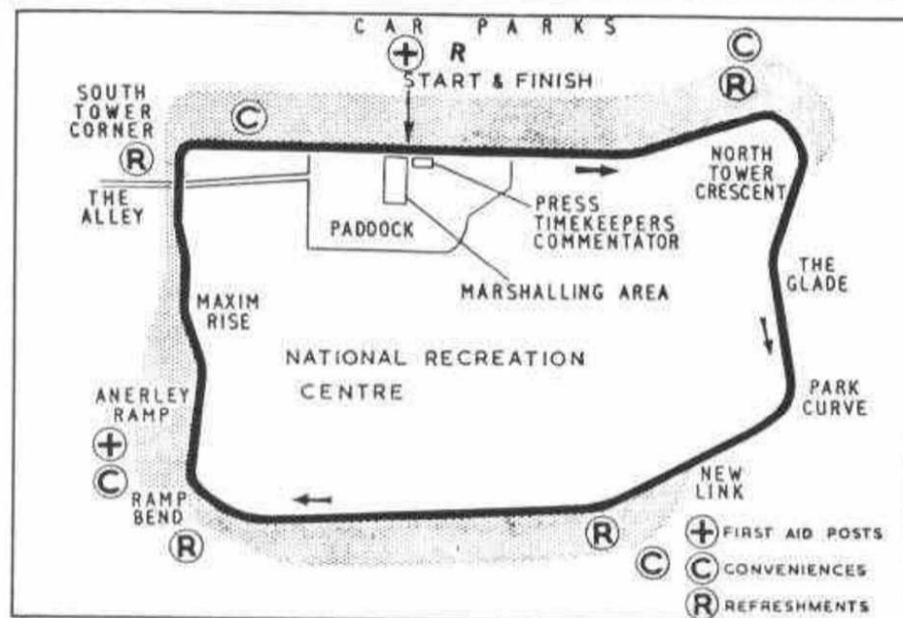 CAR PARKS
+ R
START & FINISH
C
R
SOUTH
TOWER
CORNER
C
R
THE
ALLEY
NORTH
TOWER
CRESCENT
PRESS
TIMEKEEPERS
COMMENTATOR
PADDOCK
MARSHALLING AREA
THE
GLADE
MAXIM
RISE
NATIONAL RECREATION
CENTRE
PARK
CURVE
ANERLEY
RAMP
+
C
RAMP
BEND
R
NEW
LINK
R
C
+ FIRST AID POSTS
C CONVENIENCES
R REFRESHMENTS